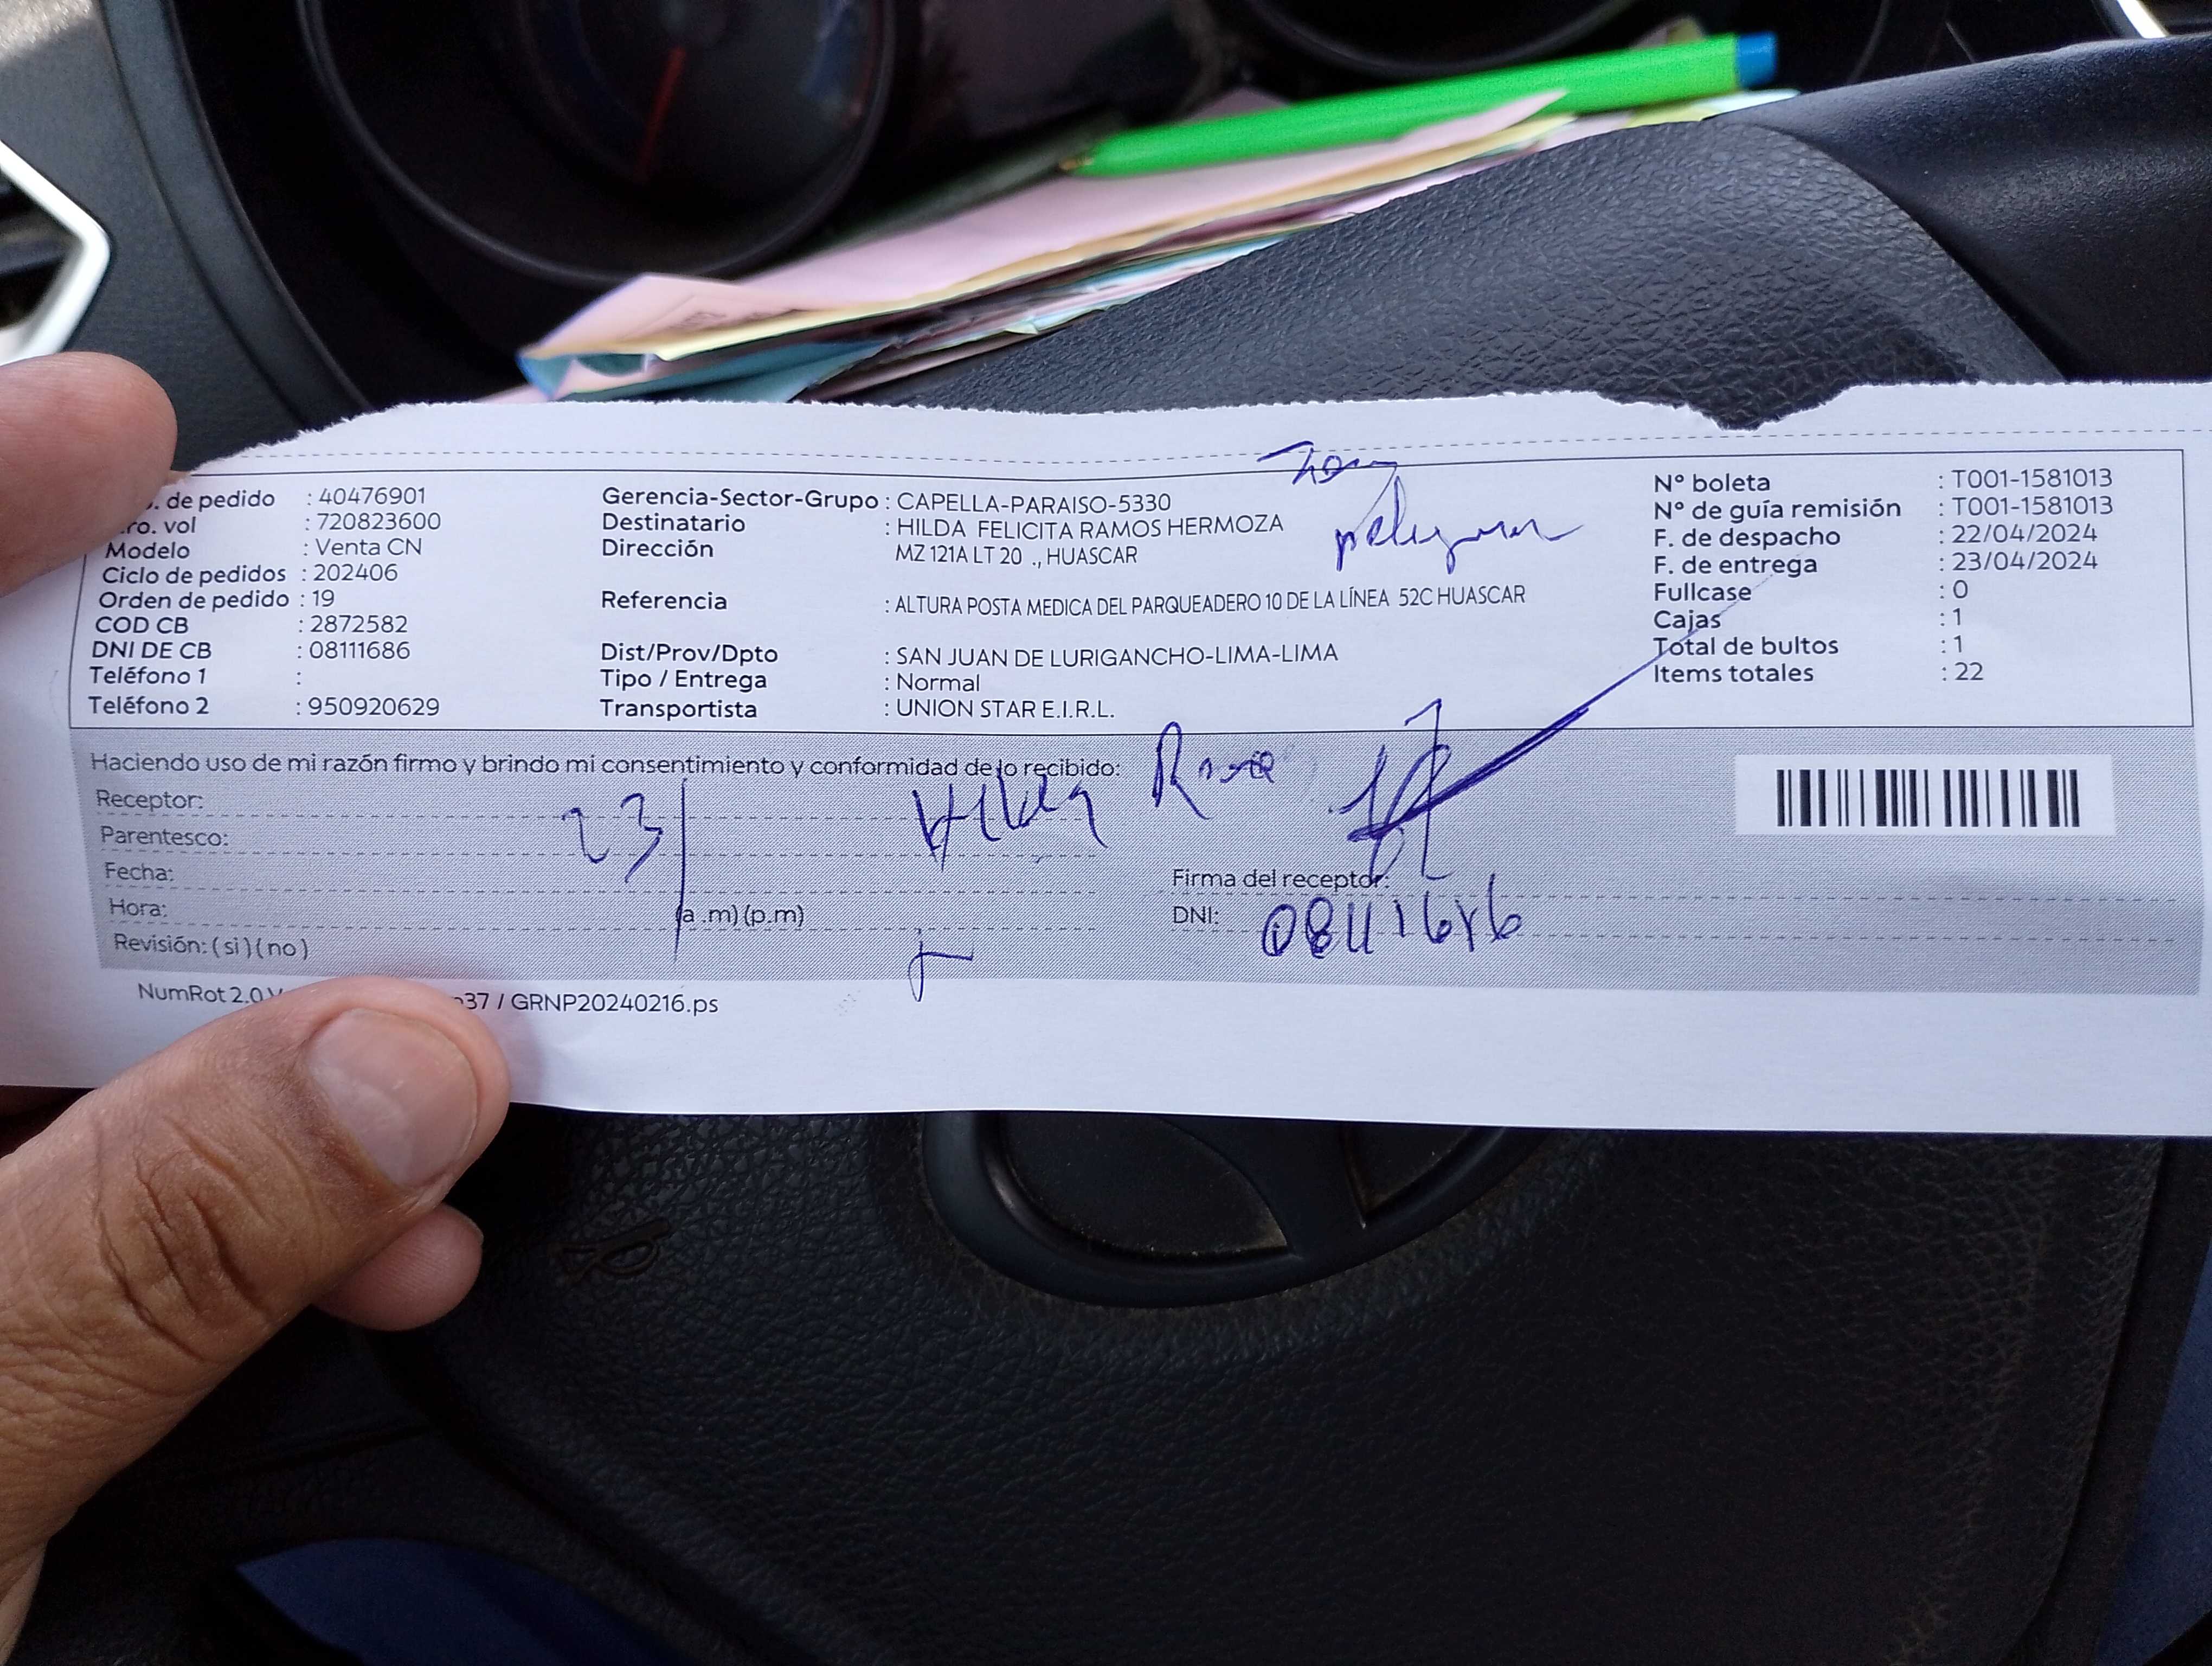 de pedido : 40476901
ro. vol : 720823600
Modelo : Venta CN
Ciclo de pedidos : 202406
Orden de pedido : 19
COD CB : 2872582
DNI DE CB : 08111686
Teléfono 1 :
Teléfono 2 : 950920629
Gerencia-Sector-Grupo : CAPELLA-PARAISO-5330
Destinatario : HILDA FELICITA RAMOS HERMOZA
Dirección MZ 121A LT 20 ., HUASCAR
Referencia : ALTURA POSTA MEDICA DEL PARQUEADERO 10 DE LA LÍNEA 52C HUASCAR
Dist/Prov/Dpto : SAN JUAN DE LURIGANCHO-LIMA-LIMA
Tipo / Entrega : Normal
Transportista : UNION STAR E.I.R.L.
N° boleta : T001-1581013
N° de guía remisión : T001-1581013
F. de despacho : 22/04/2024
F. de entrega : 23/04/2024
Fullcase : 0
Cajas : 1
Total de bultos : 1
Items totales : 22
Haciendo uso de mi razón firmo y brindo mi consentimiento y conformidad de lo recibido:
Receptor: Hilda
Parentesco: 23/
Fecha:
Hora: (a .m) (p.m)
Revisión: ( si ) ( no )
Firma del receptor:
DNI: 08111686
NumRot 2.0 37 / GRNP20240216.ps